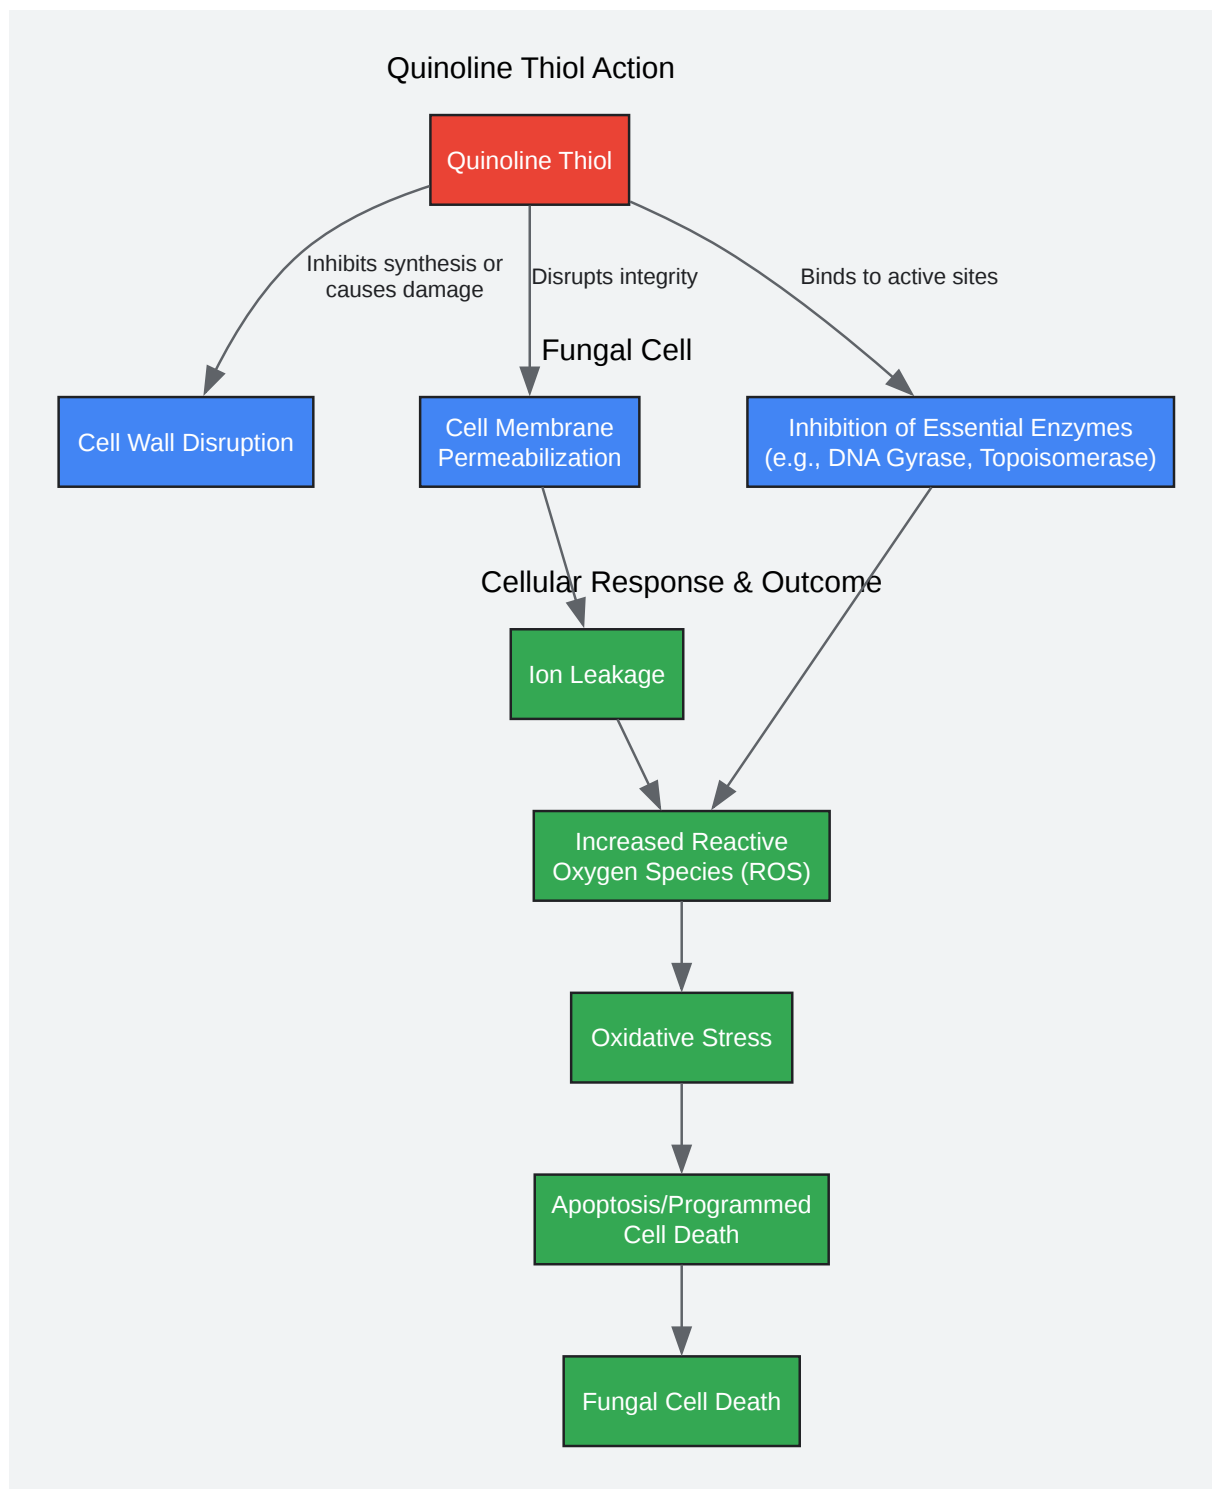 Quinoline Thiol Action
Quinoline Thiol
Inhibits synthesis or
causes damage
Disrupts integrity
Binds to active sites
Fungal Cell
Cell Wall Disruption
Cell Membrane
Permeabilization
Inhibition of Essential Enzymes
(e.g., DNA Gyrase, Topoisomerase)
Cellular Response & Outcome
Ion Leakage
Increased Reactive
Oxygen Species (ROS)
Oxidative Stress
Apoptosis/Programmed
Cell Death
Fungal Cell Death